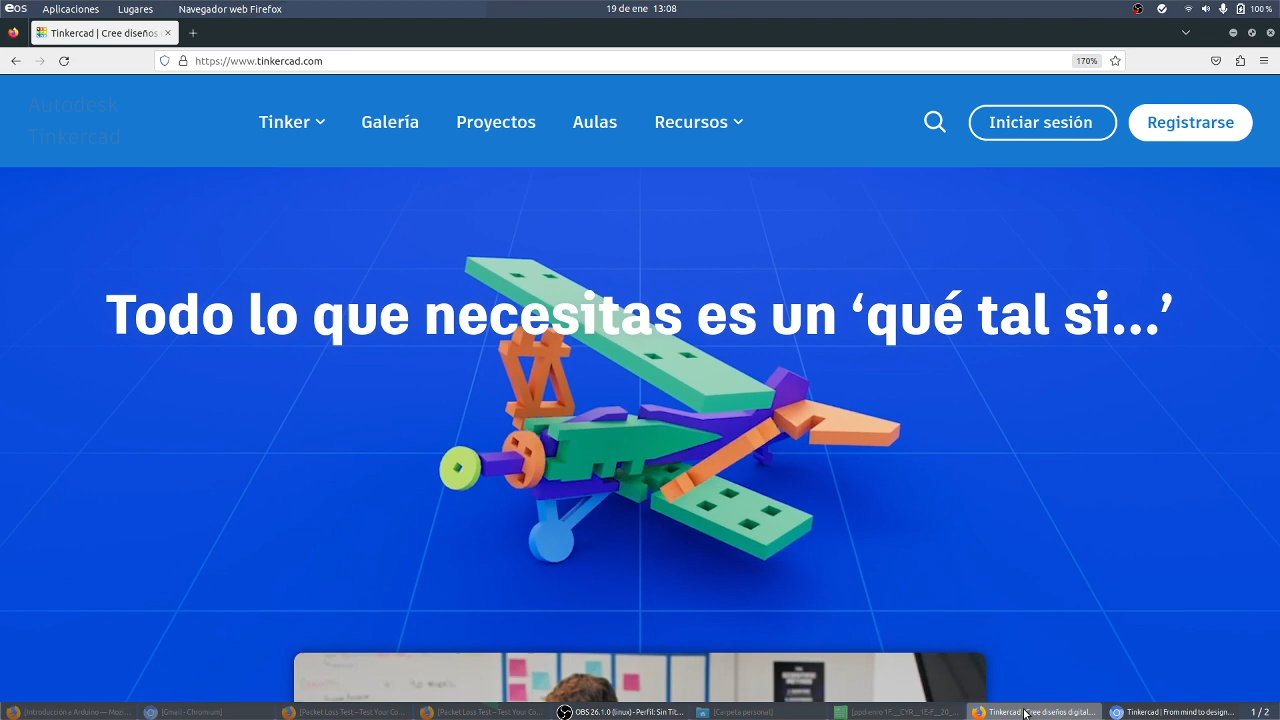 eos Aplicaciones Lugares Navegador web Firefox 19 de ene 13:08 100 %
Tinkercad | Cree diseños
https://www.tinkercad.com 170%
Autodesk
Tinkercad
Tinker Galería Proyectos Aulas Recursos Iniciar sesión Registrarse
Todo lo que necesitas es un ‘qué tal si...’
[Introducción a Arduino — Mozi... [Gmail - Chromium] [Packet Loss Test – Test Your Co... [Packet Loss Test – Test Your Co... OBS 26.1.0 (linux) - Perfil: Sin Tít... [Carpeta personal] Tinkercad | Cree diseños digital... Tinkercad | From mind to design... 1 / 2